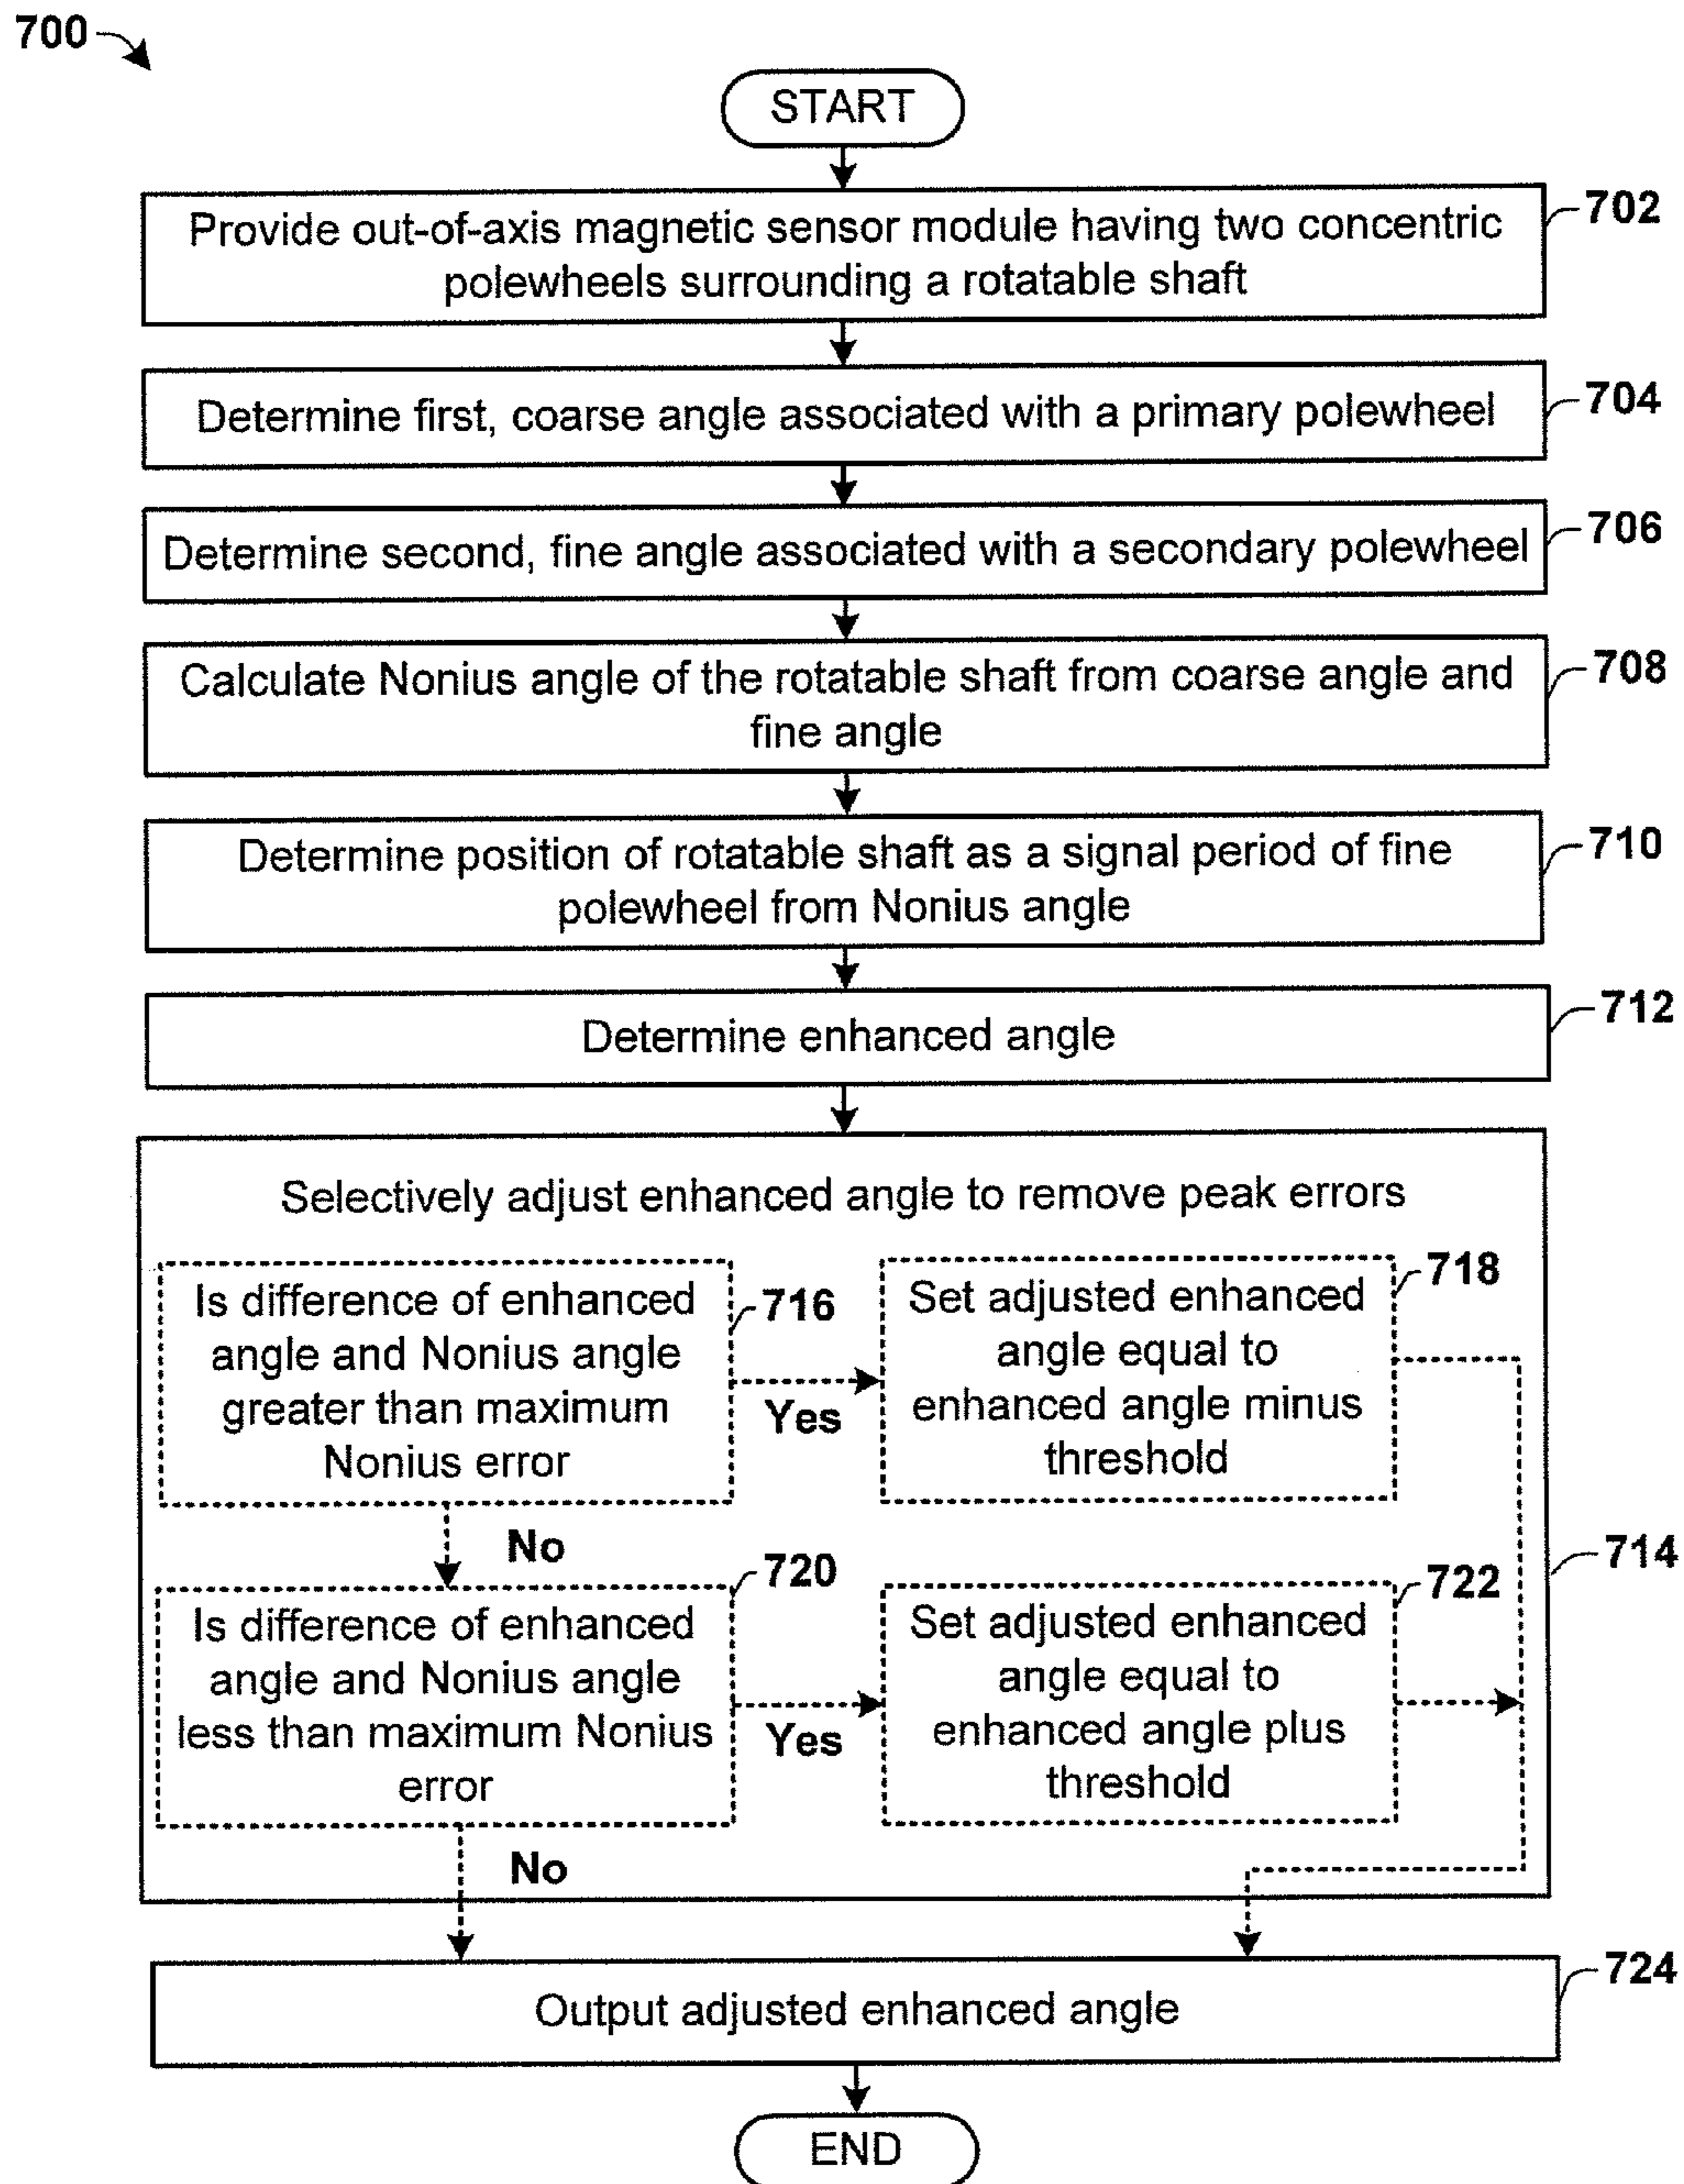 700
START
Provide out-of-axis magnetic sensor module having two concentric
polewheels surrounding a rotatable shaft
702
Determine first, coarse angle associated with a primary polewheel
704
Determine second, fine angle associated with a secondary polewheel
706
Calculate Nonius angle of the rotatable shaft from coarse angle and
fine angle
708
Determine position of rotatable shaft as a signal period of fine
polewheel from Nonius angle
710
Determine enhanced angle
712
Selectively adjust enhanced angle to remove peak errors
Is difference of enhanced
angle and Nonius angle
greater than maximum
Nonius error
716
Yes
Set adjusted enhanced
angle equal to
enhanced angle minus
threshold
718
No
714
Is difference of enhanced
angle and Nonius angle
less than maximum Nonius
error
720
Yes
Set adjusted enhanced
angle equal to
enhanced angle plus
threshold
722
No
Output adjusted enhanced angle
724
END